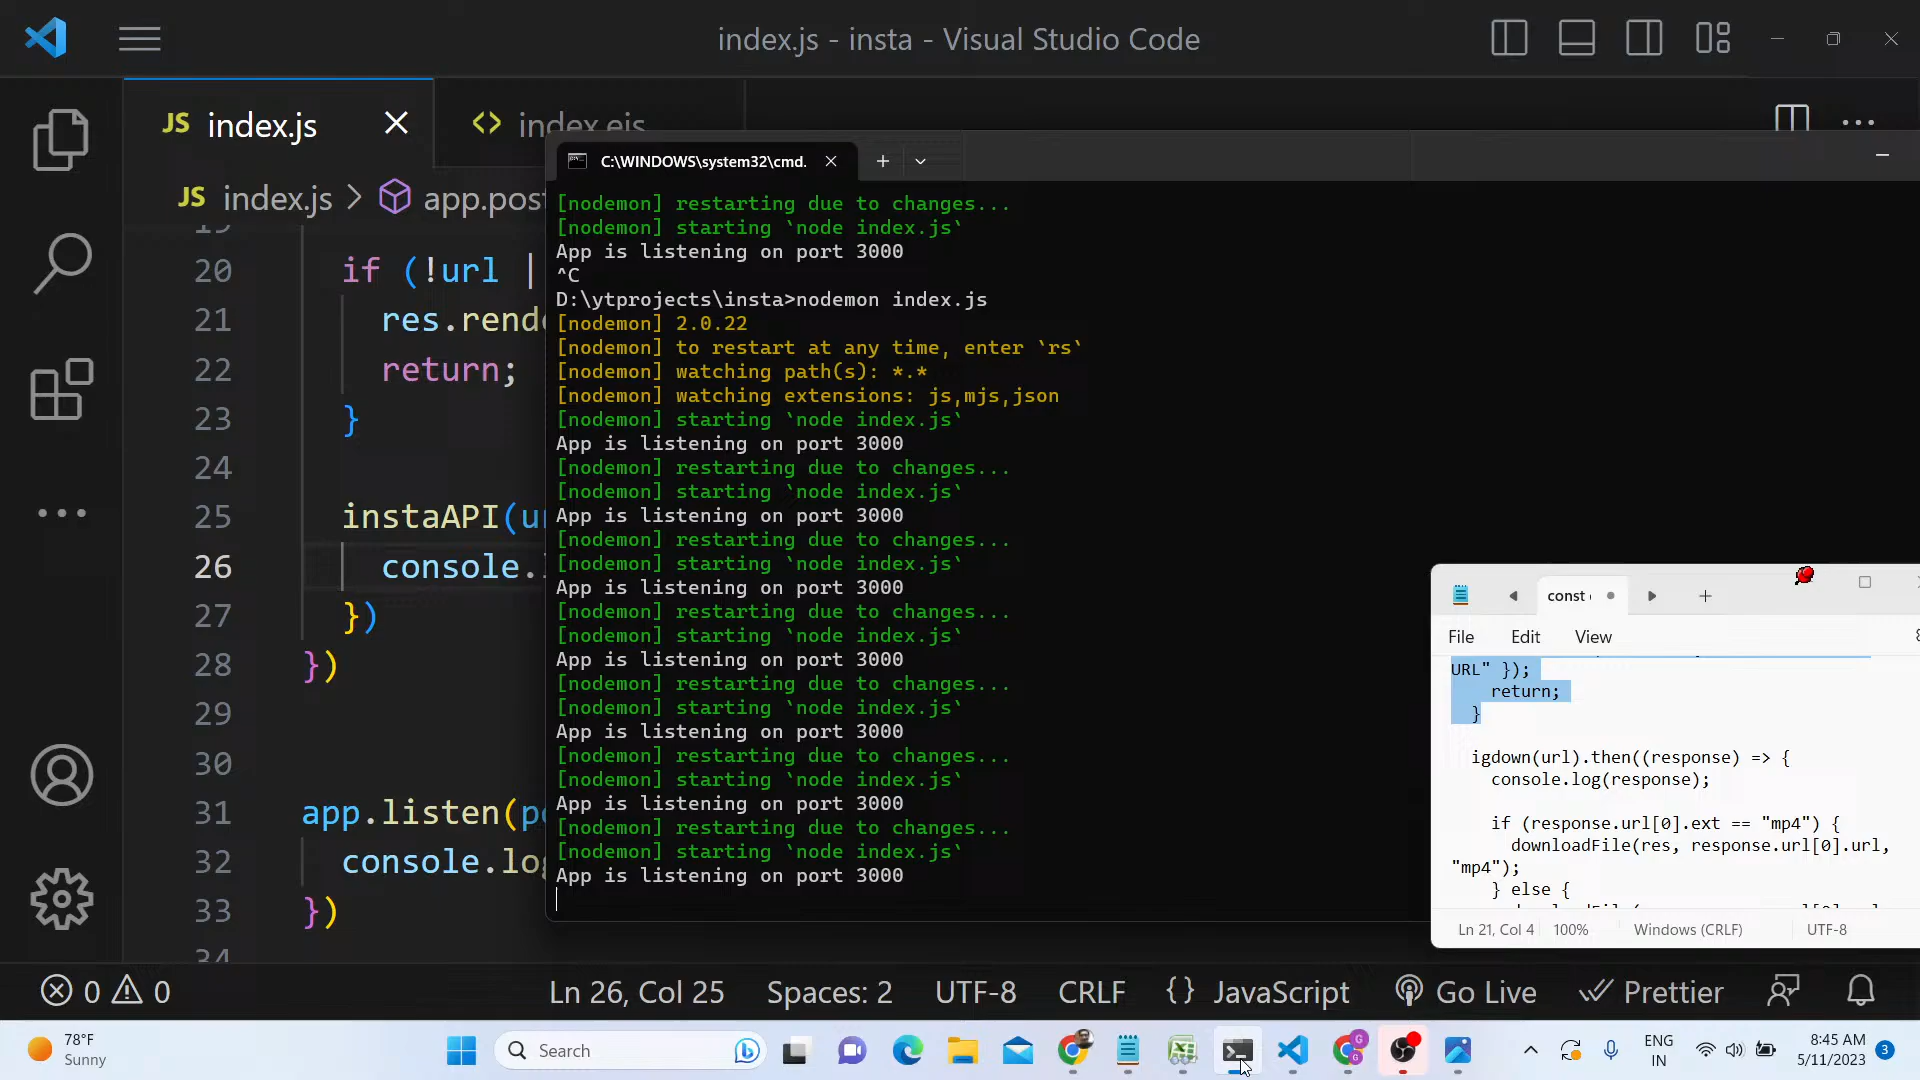 index.js - insta - Visual Studio Code
JS index.js
<> index.ejs
JS index.js > app.post
C:\WINDOWS\system32\cmd.
19
20 if (!url |
21 res.rende
22 return;
23 }
24
25 instaAPI(ur
26 console.l
27 })
28 })
29
30
31 app.listen(po
32 console.log
33 })
34
[nodemon] restarting due to changes...
[nodemon] starting `node index.js`
App is listening on port 3000
^C
D:\ytprojects\insta>nodemon index.js
[nodemon] 2.0.22
[nodemon] to restart at any time, enter `rs`
[nodemon] watching path(s): *.*
[nodemon] watching extensions: js,mjs,json
[nodemon] starting `node index.js`
App is listening on port 3000
[nodemon] restarting due to changes...
[nodemon] starting `node index.js`
App is listening on port 3000
[nodemon] restarting due to changes...
[nodemon] starting `node index.js`
App is listening on port 3000
[nodemon] restarting due to changes...
[nodemon] starting `node index.js`
App is listening on port 3000
[nodemon] restarting due to changes...
[nodemon] starting `node index.js`
App is listening on port 3000
[nodemon] restarting due to changes...
[nodemon] starting `node index.js`
App is listening on port 3000
[nodemon] restarting due to changes...
[nodemon] starting `node index.js`
App is listening on port 3000
const
File Edit View
URL" });
return;
}
igdown(url).then((response) => {
console.log(response);
if (response.url[0].ext == "mp4") {
downloadFile(res, response.url[0].url,
"mp4");
} else {
Ln 21, Col 4 100% Windows (CRLF) UTF-8
0 0 Ln 26, Col 25 Spaces: 2 UTF-8 CRLF {} JavaScript Go Live Prettier
78°F
Sunny
Search
ENG
IN
8:45 AM
5/11/2023
3